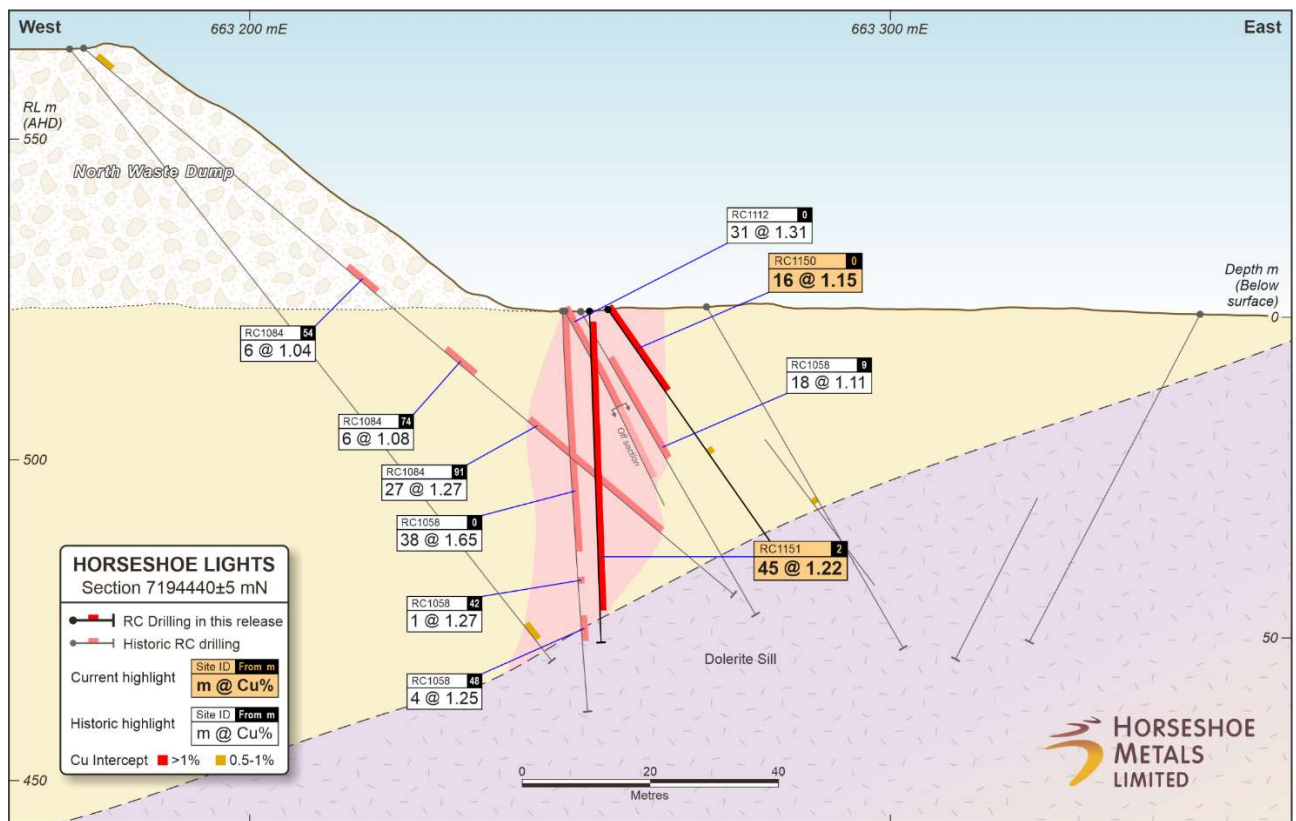 West
663 200 mE
663 300 mE
East
RL m
(AHD)
550
North Waste Dump
RC1112 0
31 @ 1.31
RC1150 0
16 @ 1.15
Depth m
(Below
surface)
0
RC1084 54
6 @ 1.04
RC1058 9
18 @ 1.11
RC1084 74
6 @ 1.08
Off section
500
RC1084 91
27 @ 1.27
RC1058 0
38 @ 1.65
RC1151 2
45 @ 1.22
RC1058 42
1 @ 1.27
50
Dolerite Sill
RC1058 48
4 @ 1.25
HORSESHOE LIGHTS
Section 7194440±5 mN
RC Drilling in this release
Historic RC drilling
Current highlight
Site ID From m
m @ Cu%
Historic highlight
Site ID From m
m @ Cu%
Cu Intercept >1% 0.5-1%
450
0 20 40
Metres
HORSESHOE
METALS
LIMITED